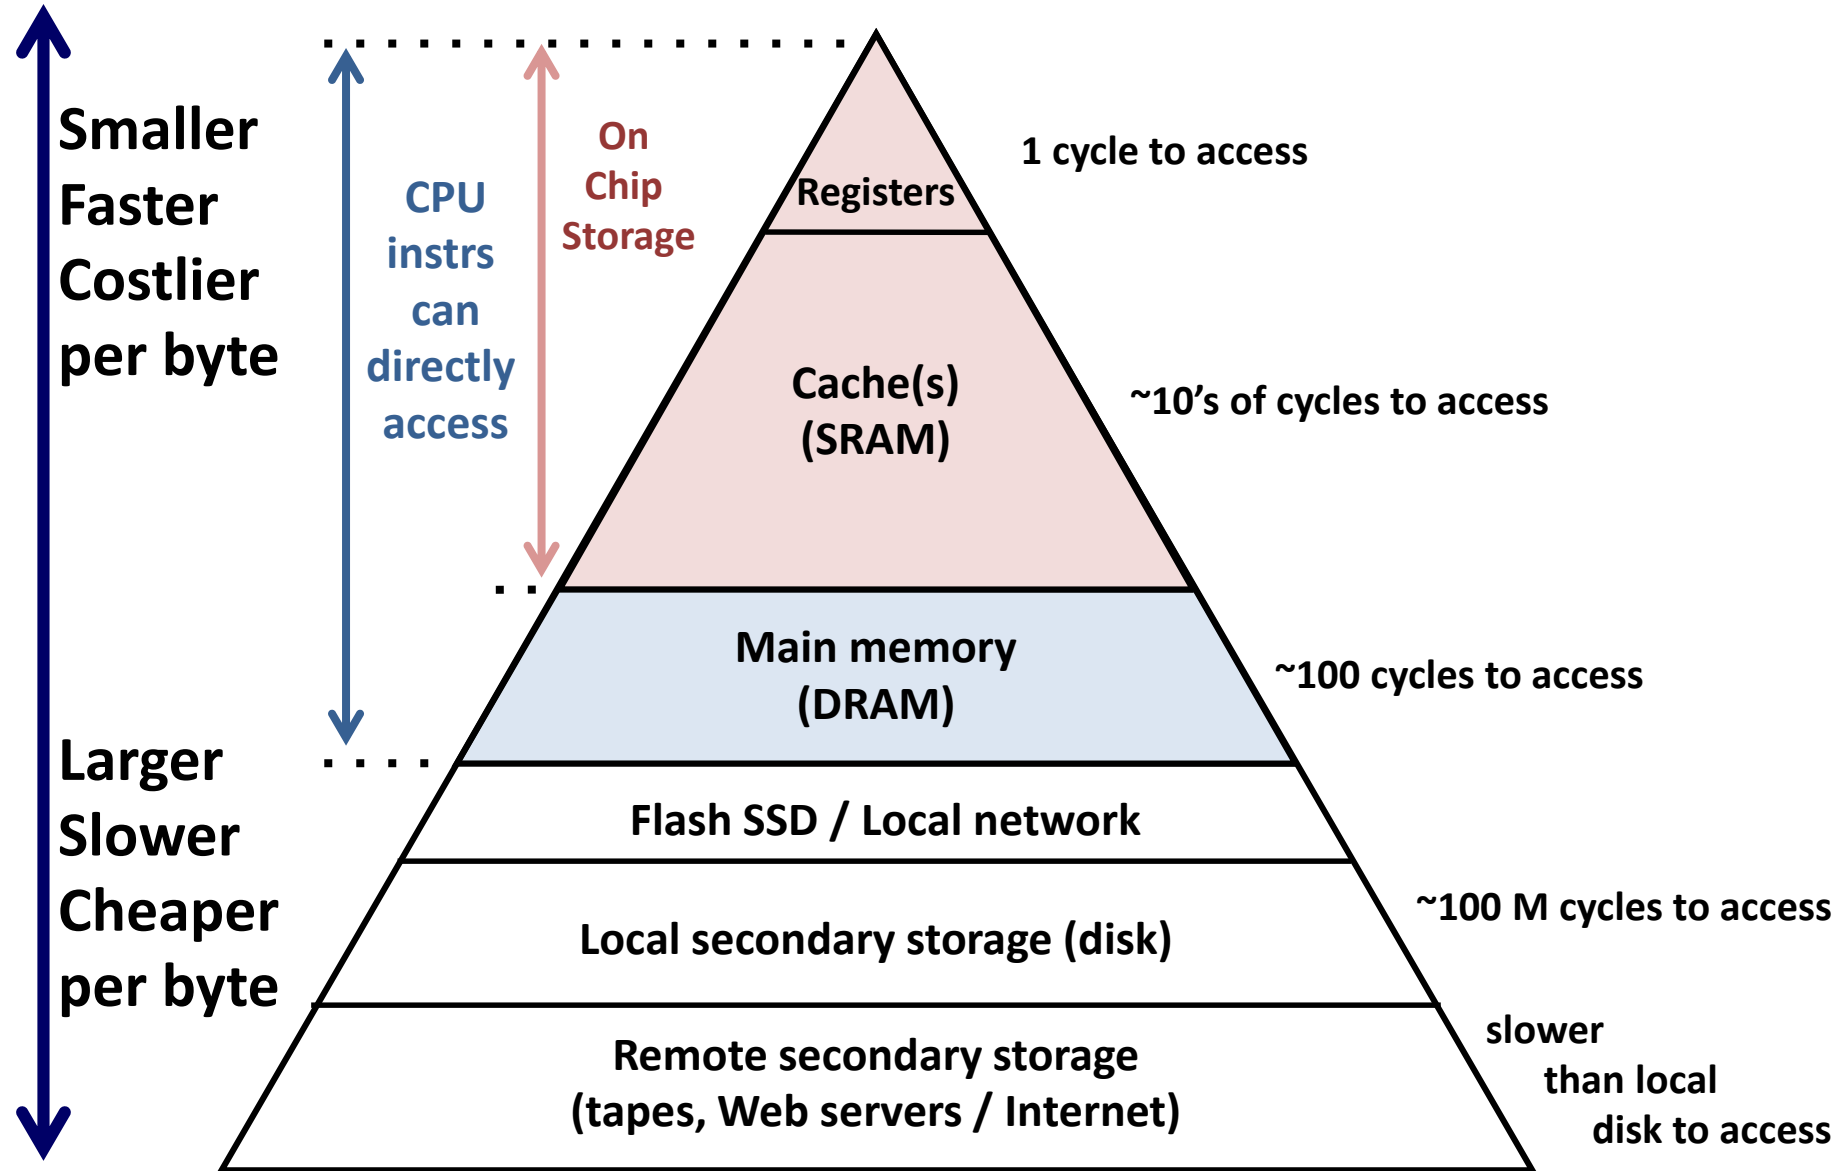 Smaller
Faster
Costlier
per byte
Larger
Slower
Cheaper
per byte
CPU
instrs
can
directly
access
On
Chip
Storage
Registers
Cache(s)
(SRAM)
Main memory
(DRAM)
Flash SSD / Local network
Local secondary storage (disk)
Remote secondary storage
(tapes, Web servers / Internet)
1 cycle to access
~10’s of cycles to access
~100 cycles to access
~100 M cycles to access
slower
than local
disk to access